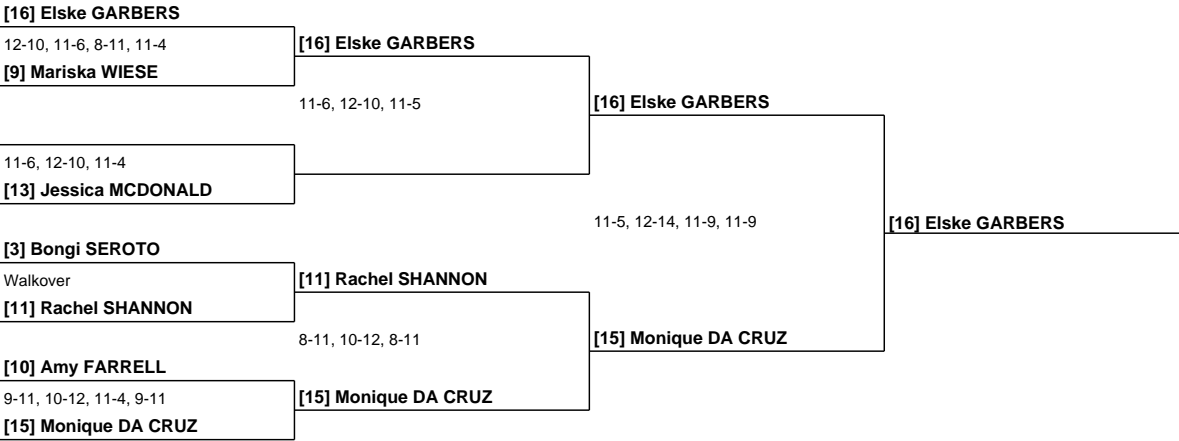 [16] Elske GARBERS
12-10, 11-6, 8-11, 11-4
[16] Elske GARBERS
[9] Mariska WIESE
11-6, 12-10, 11-5
[16] Elske GARBERS
11-6, 12-10, 11-4
[13] Jessica MCDONALD
11-5, 12-14, 11-9, 11-9
[16] Elske GARBERS
[3] Bongi SEROTO
Walkover
[11] Rachel SHANNON
[11] Rachel SHANNON
8-11, 10-12, 8-11
[15] Monique DA CRUZ
[10] Amy FARRELL
9-11, 10-12, 11-4, 9-11
[15] Monique DA CRUZ
[15] Monique DA CRUZ